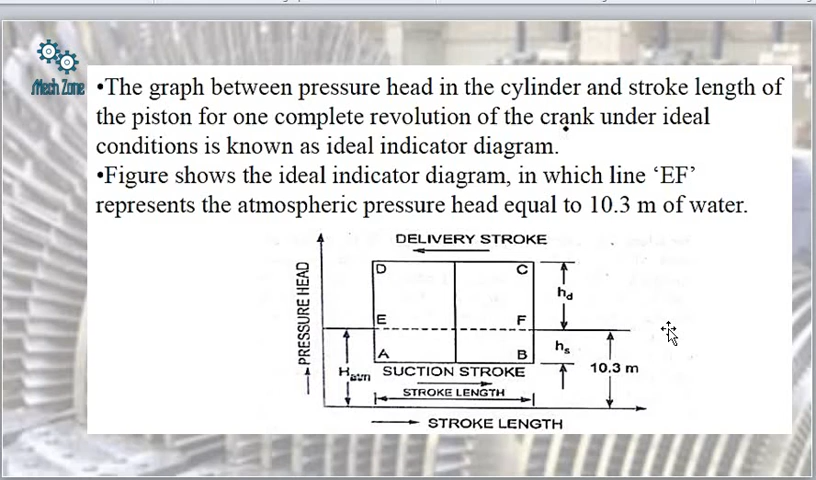 Mech Zone
•The graph between pressure head in the cylinder and stroke length of
the piston for one complete revolution of the crank under ideal
conditions is known as ideal indicator diagram.
•Figure shows the ideal indicator diagram, in which line ‘EF’
represents the atmospheric pressure head equal to 10.3 m of water.
DELIVERY STROKE
D
C
hd
PRESSURE HEAD
E
F
A
B
hs
Hatm
SUCTION STROKE
10.3 m
STROKE LENGTH
STROKE LENGTH